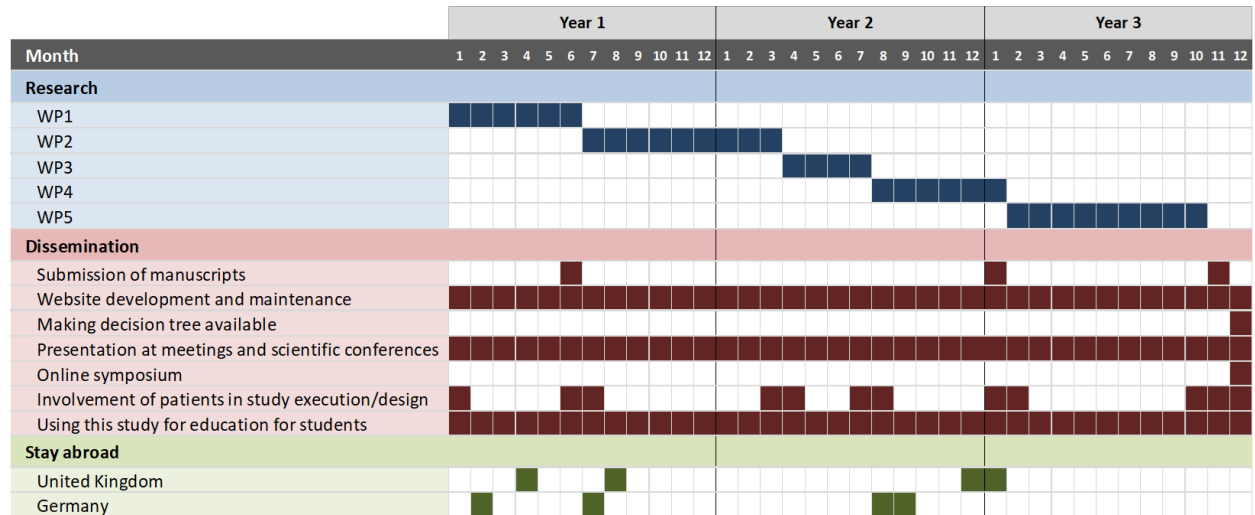 Year 1 Year 2 Year 3
Month 1 2 3 4 5 6 7 8 9 10 11 12 1 2 3 4 5 6 7 8 9 10 11 12 1 2 3 4 5 6 7 8 9 10 11 12
Research
WP1
WP2
WP3
WP4
WP5
Dissemination
Submission of manuscripts
Website development and maintenance
Making decision tree available
Presentation at meetings and scientific conferences
Online symposium
Involvement of patients in study execution/design
Using this study for education for students
Stay abroad
United Kingdom
Germany